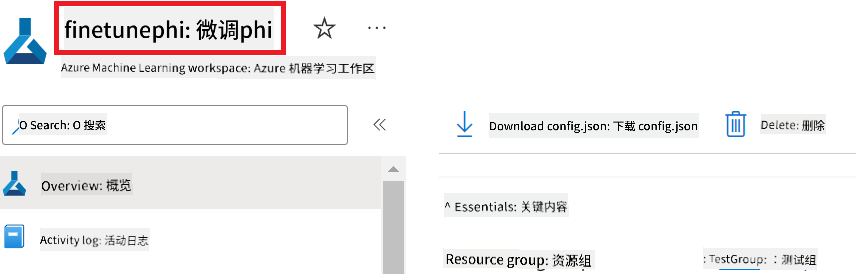 finetunephi: 微调phi
Azure Machine Learning workspace: Azure 机器学习工作区
O Search: O 搜索
Download config.json: 下载 config.json
Delete: 删除
Overview: 概览
^ Essentials: 关键内容
Activity log: 活动日志
Resource group: 资源组
: TestGroup: ：测试组